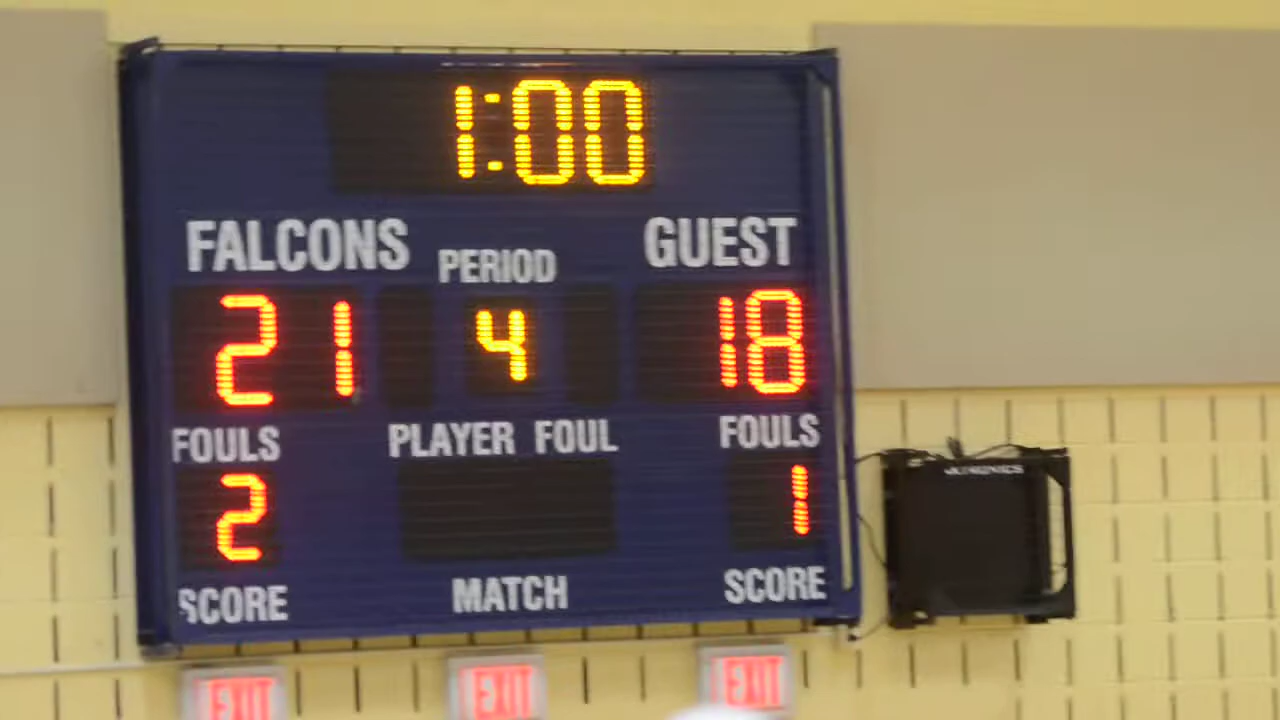 1:00
FALCONS PERIOD GUEST
21 4 18
FOULS PLAYER FOUL FOULS
2 1
SCORE MATCH SCORE
EXIT EXIT EXIT